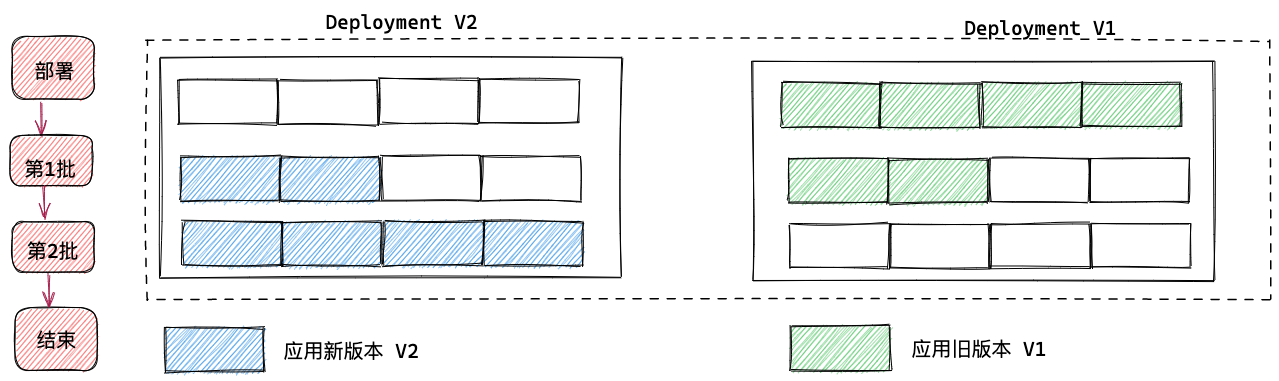 Deployment V2
Deployment V1
部署
第1批
第2批
结束
应用新版本 V2
应用旧版本 V1